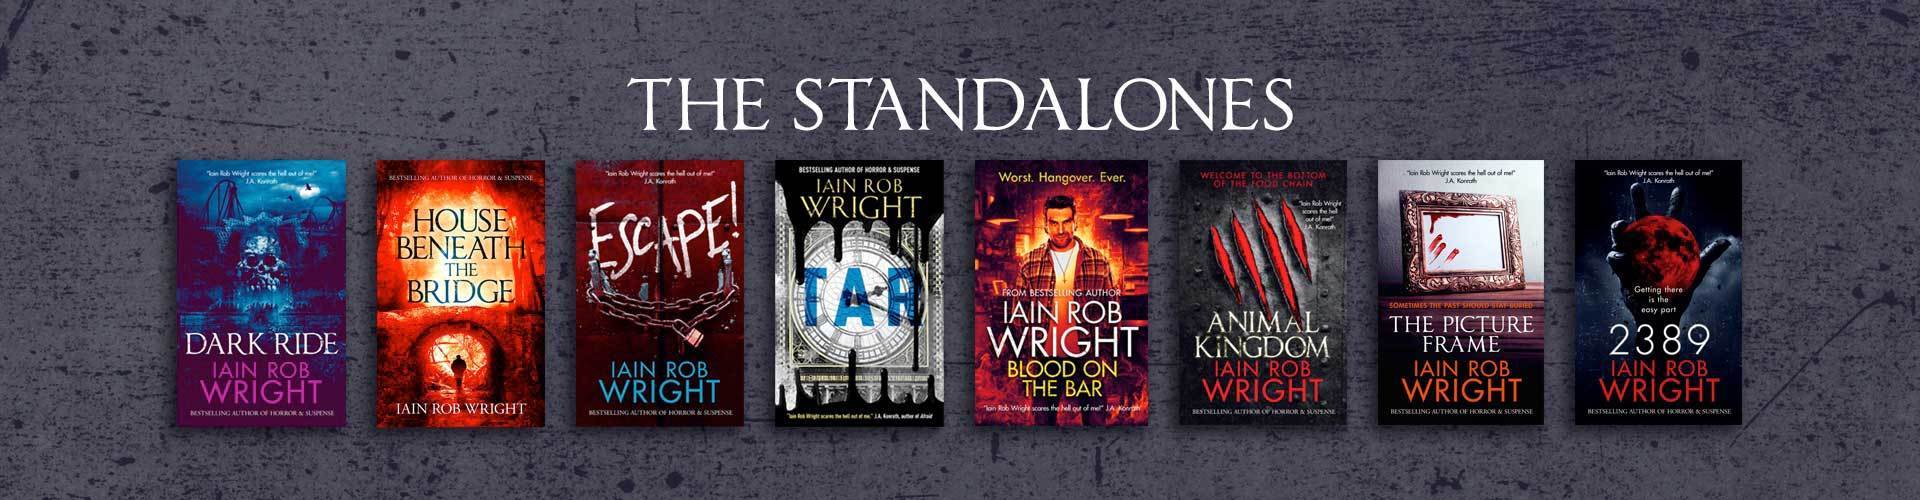 THE STANDALONES
"Iain Rob Wright scares the hell out of me!"
J.A. Konrath
DARK RIDE
IAIN ROB
WRIGHT
BESTSELLING AUTHOR OF HORROR & SUSPENSE
BESTSELLING AUTHOR OF HORROR & SUSPENSE
HOUSE
BENEATH
THE
BRIDGE
IAIN ROB WRIGHT
"Iain Rob Wright scares the hell out of me!"
J.A. Konrath
ESCAPE!
IAIN ROB
WRIGHT
BESTSELLING AUTHOR OF HORROR & SUSPENSE
BESTSELLING AUTHOR OF HORROR & SUSPENSE
IAIN ROB
WRIGHT
TAR
"Iain Rob Wright scares the hell out of me." J.A. Konrath, author of Afraid
Worst. Hangover. Ever.
FROM BESTSELLING AUTHOR
IAIN ROB
WRIGHT
BLOOD ON
THE BAR
"Iain Rob Wright scares the hell out of me!" J.A. Konrath
WELCOME TO THE BOTTOM
OF THE FOOD CHAIN
"Iain Rob Wright
scares the hell
out of me!"
J.A. Konrath
ANIMAL
KINGDOM
IAIN ROB
WRIGHT
BESTSELLING AUTHOR OF HORROR & SUSPENSE
"Iain Rob Wright scares the hell out of me!"
J.A. Konrath
SOMETIMES THE PAST SHOULD STAY BURIED
THE PICTURE
FRAME
IAIN ROB
WRIGHT
BESTSELLING AUTHOR OF HORROR & SUSPENSE
"Iain Rob Wright scares the hell out of me!"
J.A. Konrath
Getting there
is the
easy part
2389
IAIN ROB
WRIGHT
BESTSELLING AUTHOR OF HORROR & SUSPENSE